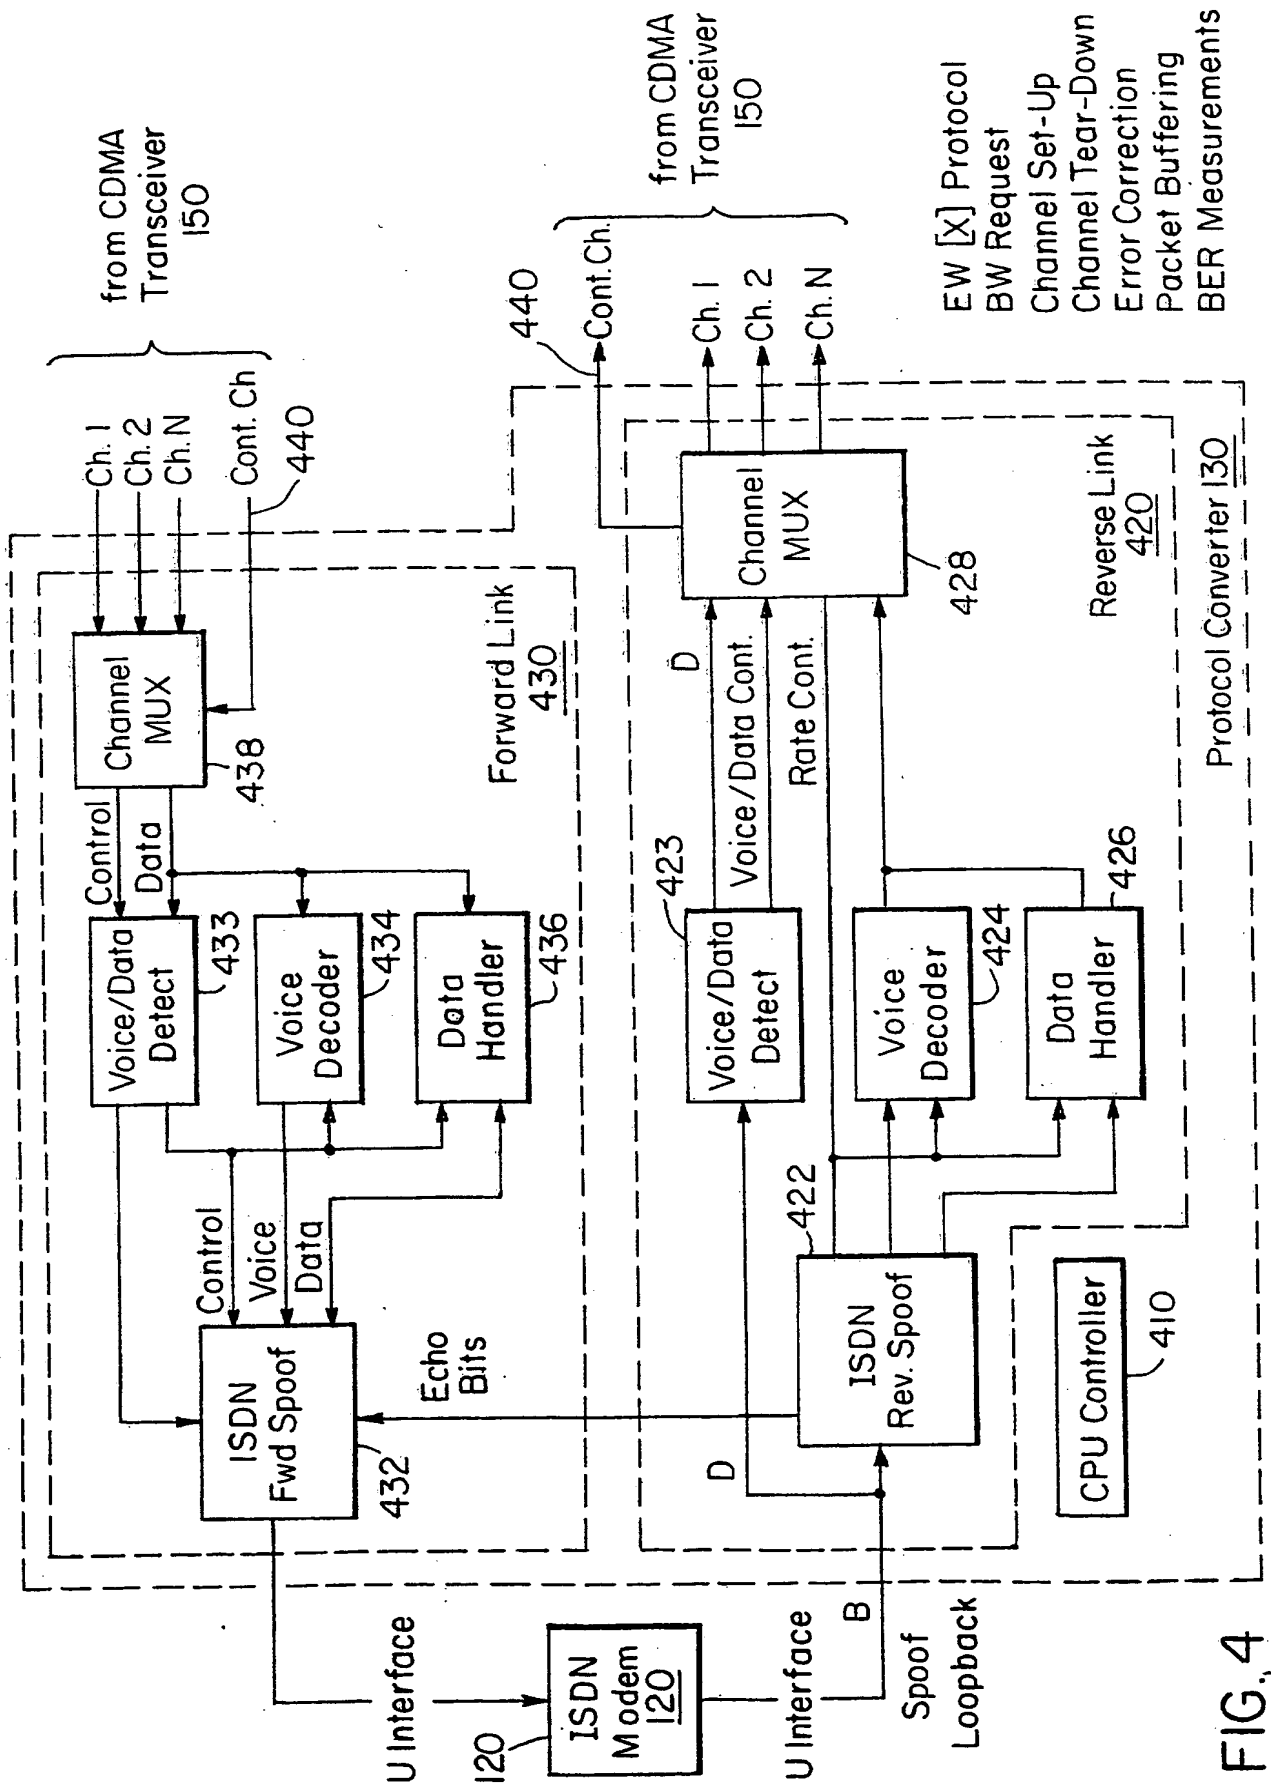 from CDMA
Transceiver
150
Ch. 1
Ch. 2
Ch. N
Cont. Ch
440
Channel
MUX
438
Control
Data
Forward Link
430
Voice/Data
Detect
433
Voice
Decoder
434
Data
Handler
436
Control
Voice
Data
ISDN
Fwd Spoof
432
Echo
Bits
U Interface
120
ISDN
Modem
120
U Interface
B
Spoof
Loopback
from CDMA
Transceiver
150
440
Cont. Ch.
Ch. 1
Ch. 2
Ch. N
Channel
MUX
428
D
Voice/Data Cont.
Rate Cont.
Reverse Link
420
423
Voice/Data
Detect
Voice
Decoder
424
Data
Handler
426
422
ISDN
Rev. Spoof
D
CPU Controller
410
Protocol Converter 130
EW [X] Protocol
BW Request
Channel Set-Up
Channel Tear-Down
Error Correction
Packet Buffering
BER Measurements
FIG. 4